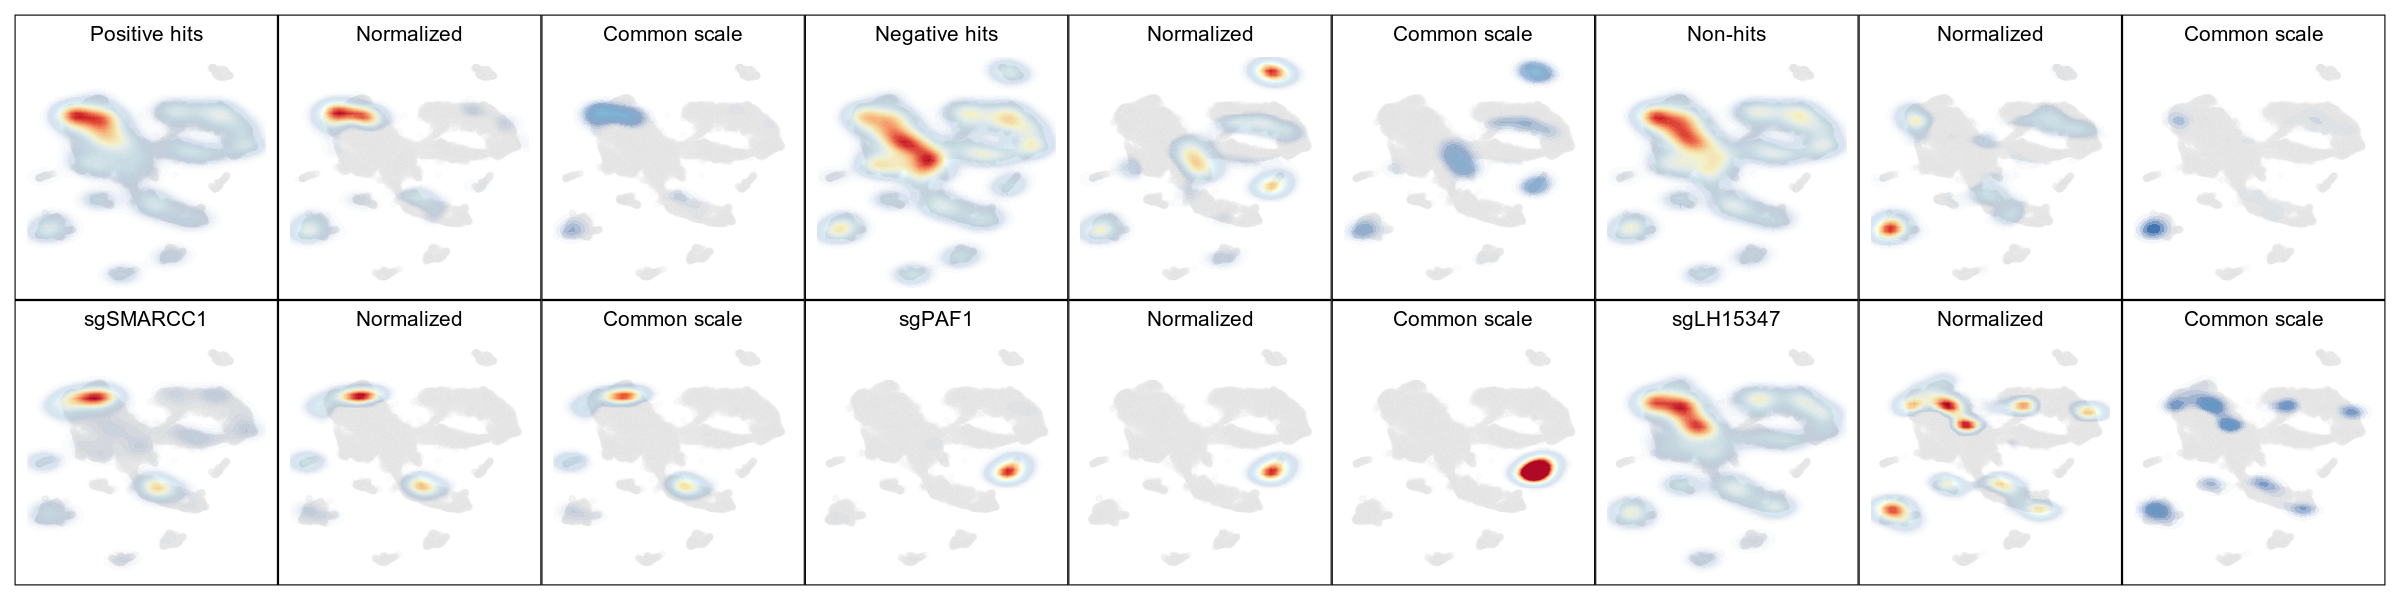 Positive hits
Normalized
Common scale
Negative hits
Normalized
Common scale
Non-hits
Normalized
Common scale
sgSMARCC1
Normalized
Common scale
sgPAF1
Normalized
Common scale
sgLH15347
Normalized
Common scale